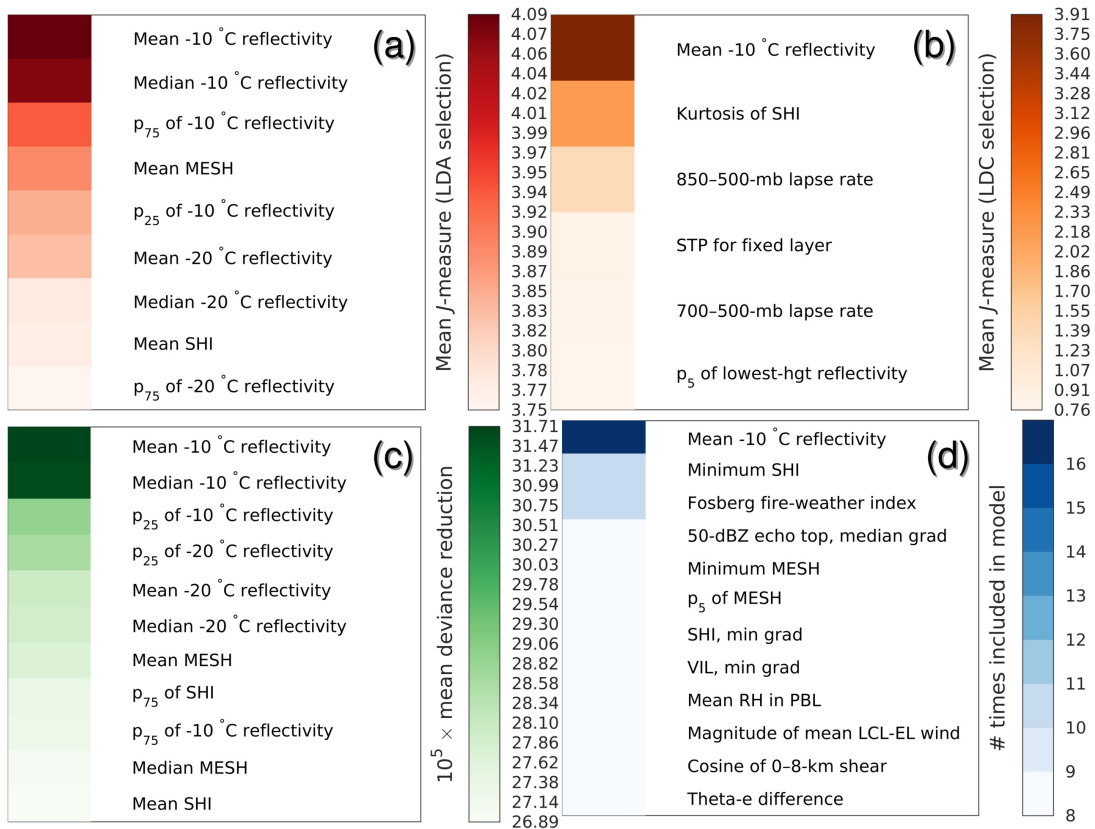 (a)
Mean -10 °C reflectivity
Median -10 °C reflectivity
p75 of -10 °C reflectivity
Mean MESH
p25 of -10 °C reflectivity
Mean -20 °C reflectivity
Median -20 °C reflectivity
Mean SHI
p75 of -20 °C reflectivity
Mean J-measure (LDA selection)
4.09
4.07
4.06
4.04
4.02
4.01
3.99
3.97
3.95
3.94
3.92
3.90
3.89
3.87
3.85
3.83
3.82
3.80
3.78
3.77
3.75
(b)
Mean -10 °C reflectivity
Kurtosis of SHI
850–500-mb lapse rate
STP for fixed layer
700–500-mb lapse rate
p5 of lowest-hgt reflectivity
Mean J-measure (LDC selection)
3.91
3.75
3.60
3.44
3.28
3.12
2.96
2.81
2.65
2.49
2.33
2.18
2.02
1.86
1.70
1.55
1.39
1.23
1.07
0.91
0.76
(c)
Mean -10 °C reflectivity
Median -10 °C reflectivity
p25 of -10 °C reflectivity
p25 of -20 °C reflectivity
Mean -20 °C reflectivity
Median -20 °C reflectivity
Mean MESH
p75 of SHI
p75 of -10 °C reflectivity
Median MESH
Mean SHI
10^5 × mean deviance reduction
31.71
31.47
31.23
30.99
30.75
30.51
30.27
30.03
29.78
29.54
29.30
29.06
28.82
28.58
28.34
28.10
27.86
27.62
27.38
27.14
26.89
(d)
Mean -10 °C reflectivity
Minimum SHI
Fosberg fire-weather index
50-dBZ echo top, median grad
Minimum MESH
p5 of MESH
SHI, min grad
VIL, min grad
Mean RH in PBL
Magnitude of mean LCL-EL wind
Cosine of 0–8-km shear
Theta-e difference
# times included in model
16
15
14
13
12
11
10
9
8